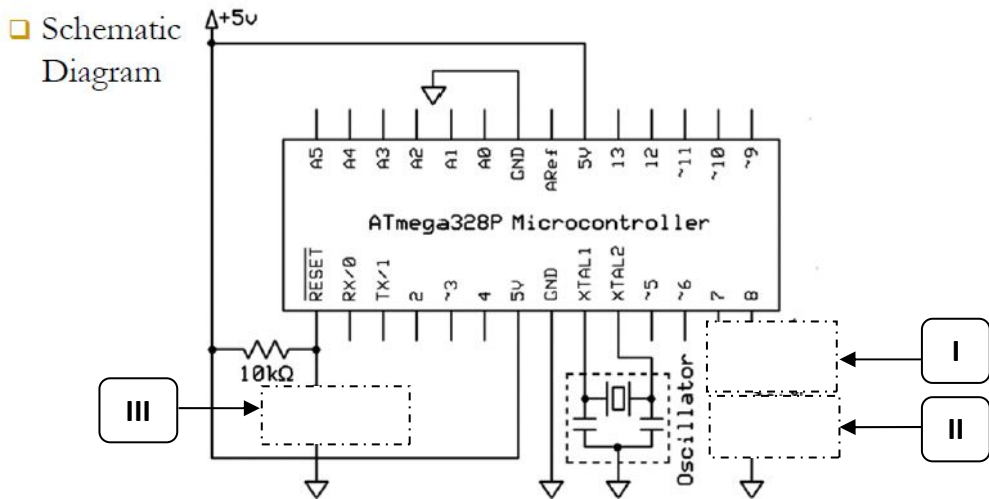 ❑ Schematic
Diagram
+5v
A5 A4 A3 A2 A1 A0 GND ARef 5V 13 12 ~11 ~10 ~9
ATmega328P Microcontroller
RESET RX/0 TX/1 2 ~3 4 5V GND XTAL1 XTAL2 ~5 ~6 7 8
10kΩ
Oscillator
I
II
III